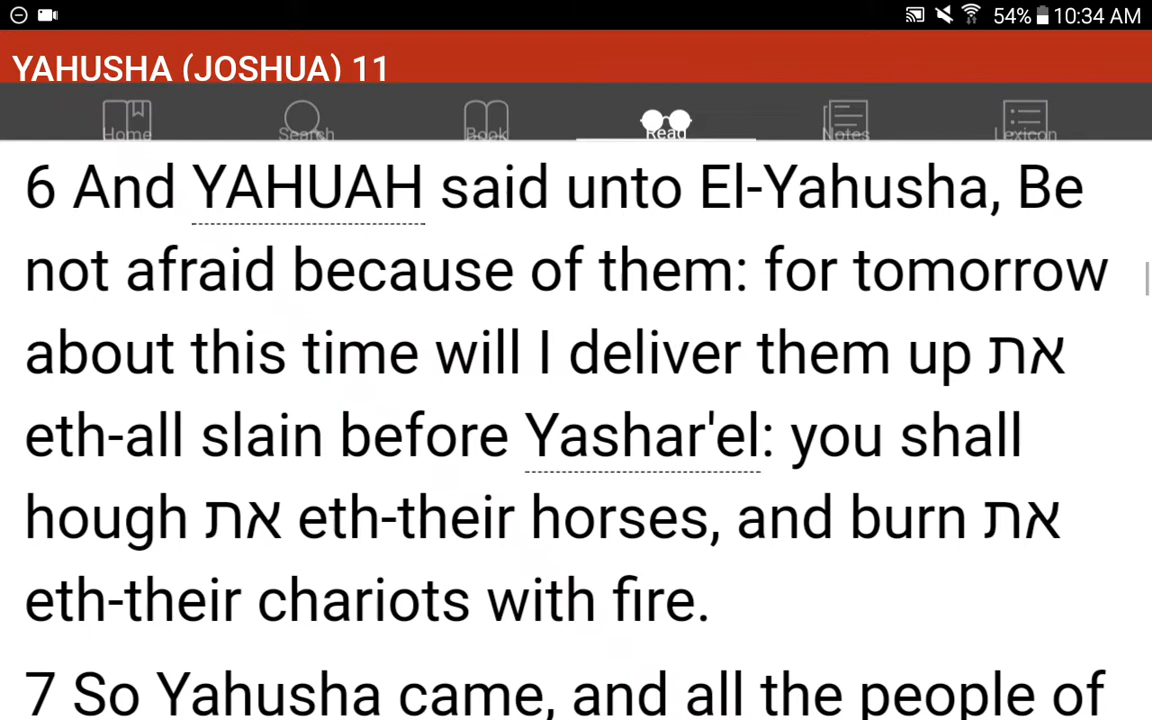 54% 10:34 AM
YAHUSHA (JOSHUA) 11
Home Search Book Read Notes Lexicon
6 And YAHUAH said unto El-Yahusha, Be
not afraid because of them: for tomorrow
about this time will I deliver them up את
eth-all slain before Yashar'el: you shall
hough את eth-their horses, and burn את
eth-their chariots with fire.
7 So Yahusha came, and all the people of